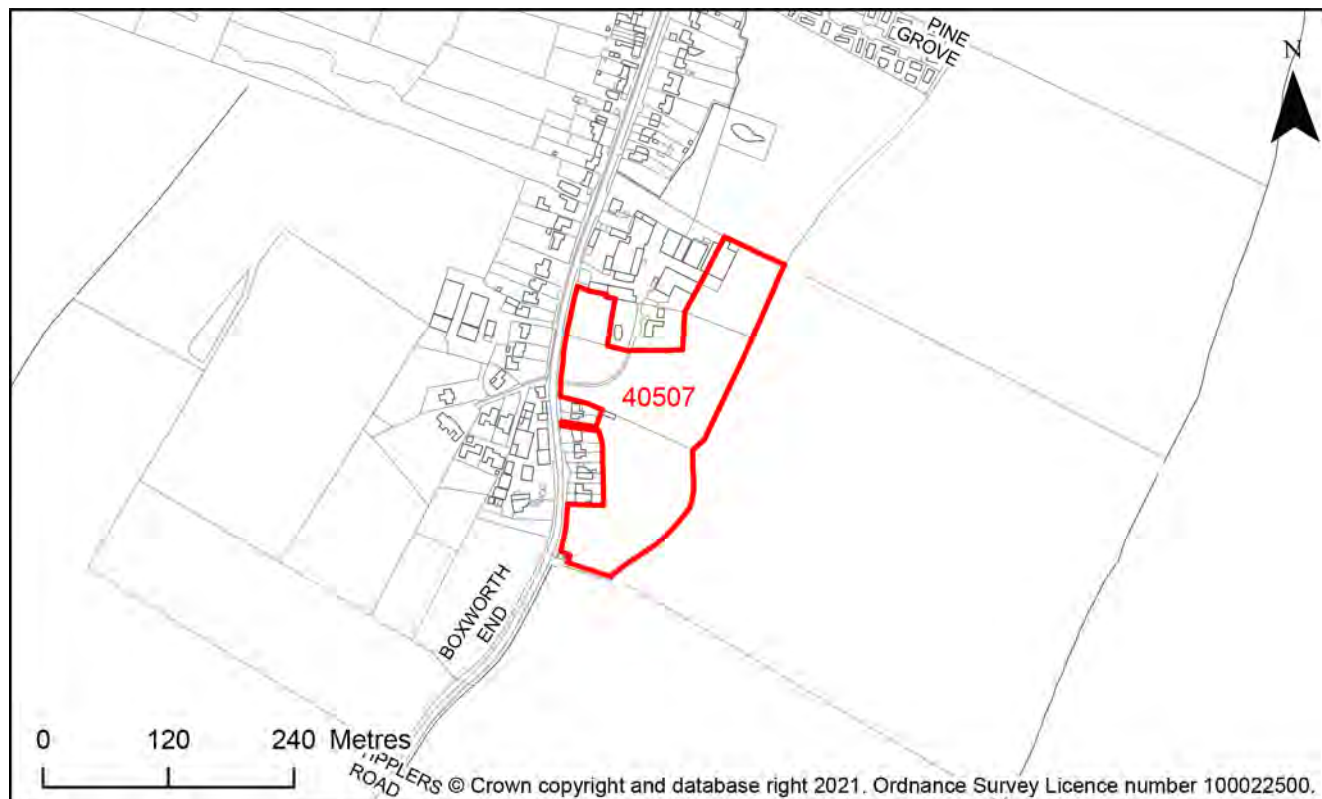 PINE
GROVE
N
40507
BOXWORTH
END
0 120 240 Metres
ROAD
© Crown copyright and database right 2021. Ordnance Survey Licence number 100022500.